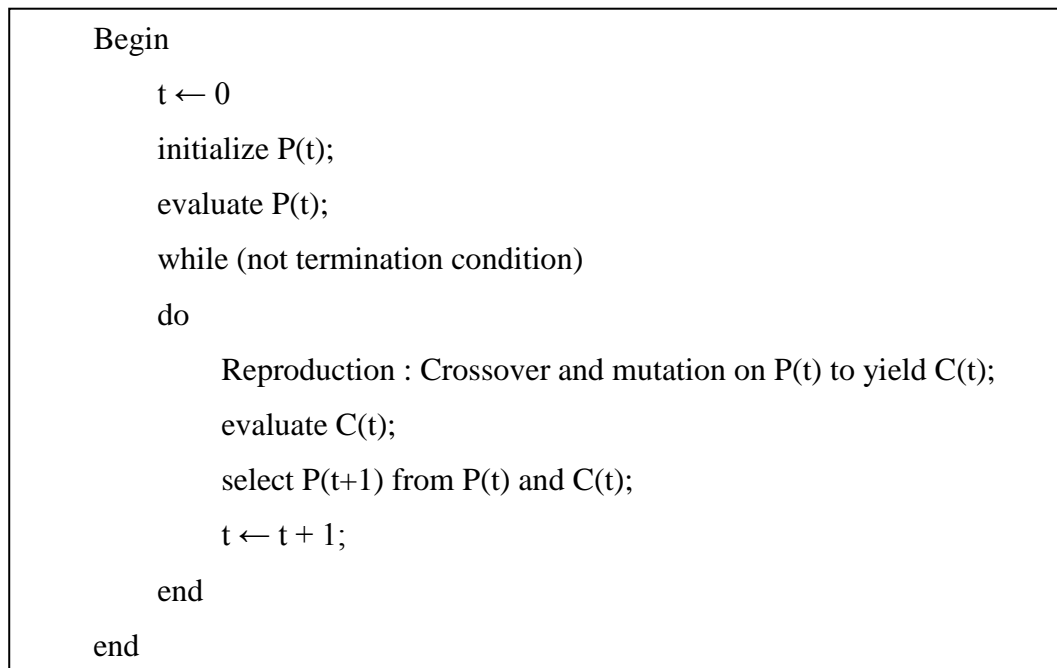 Begin
t ← 0
initialize P(t);
evaluate P(t);
while (not termination condition)
do
Reproduction : Crossover and mutation on P(t) to yield C(t);
evaluate C(t);
select P(t+1) from P(t) and C(t);
t ← t + 1;
end
end